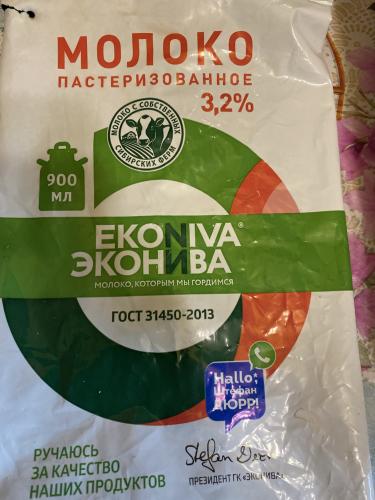 МОЛОКО
ПАСТЕРИЗОВАННОЕ
3,2%
МОЛОКО С СОБСТВЕННЫХ
СИБИРСКИХ ФЕРМ
900
МЛ
EKONIVA®
ЭКОНИВА
МОЛОКО, КОТОРЫМ МЫ ГОРДИМСЯ
ГОСТ 31450-2013
Hallo,*
Штефан
ДЮРР!
РУЧАЮСЬ
ЗА КАЧЕСТВО
НАШИХ ПРОДУКТОВ
Stefan
ПРЕЗИДЕНТ ГК «ЭКОНИВА»